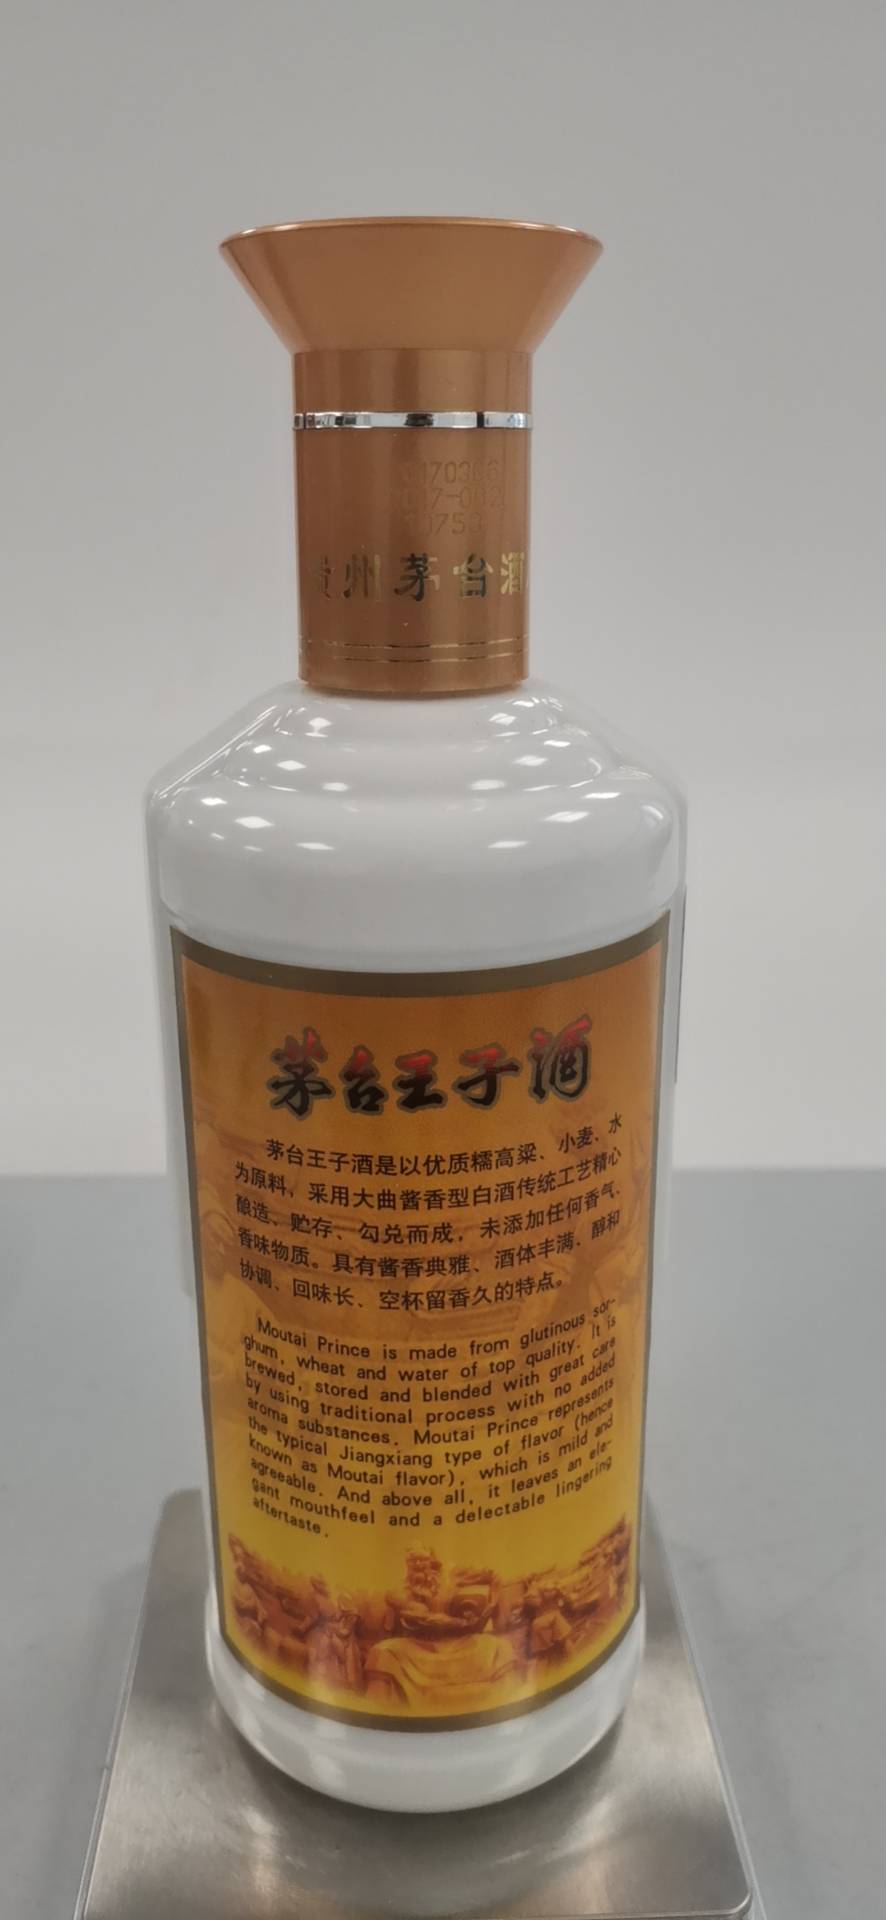 贵州茅台酒
茅台王子酒
茅台王子酒是以优质糯高粱、小麦、水
为原料，采用大曲酱香型白酒传统工艺精心
酿造、贮存、勾兑而成，未添加任何香气、
香味物质。具有酱香典雅、酒体丰满、醇和
协调、回味长、空杯留香久的特点。
Moutai Prince is made from glutinous sor-
ghum, wheat and water of top quality. It is
brewed, stored and blended with great care
by using traditional process with no added
aroma substances. Moutai Prince represents
the typical Jiangxiang type of flavor (hence
known as Moutai flavor), which is mild and
agreeable. And above all, it leaves an ele-
gant mouthfeel and a delectable lingering
aftertaste.